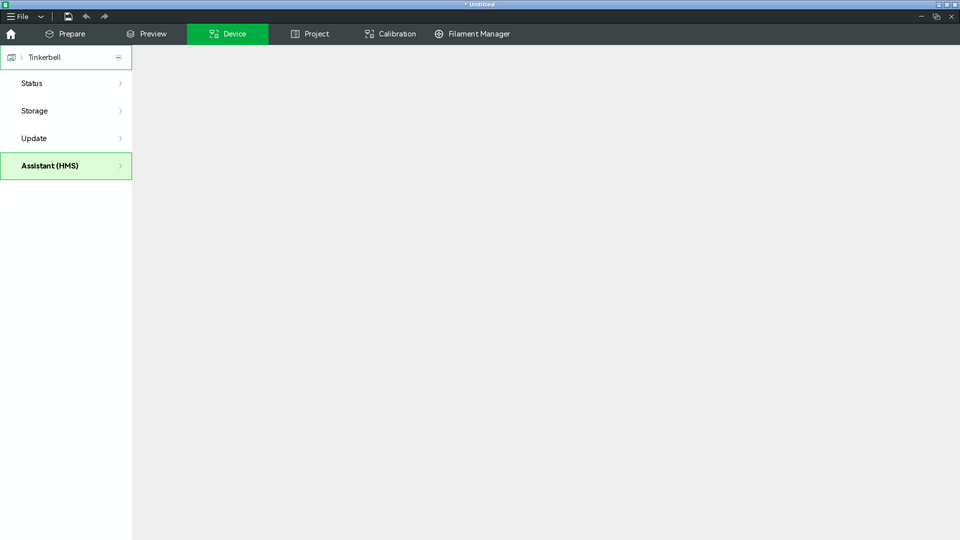 * Untitled
File
Prepare
Preview
Device
Project
Calibration
Filament Manager
Tinkerbell
Status
Storage
Update
Assistant (HMS)